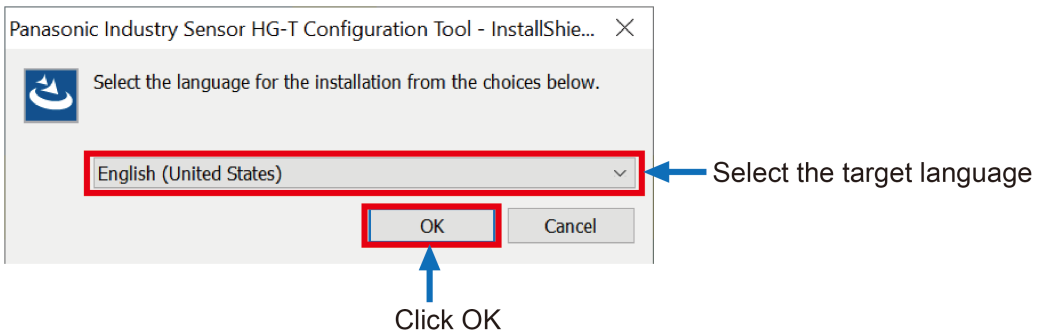 Panasonic Industry Sensor HG-T Configuration Tool - InstallShie...
Select the language for the installation from the choices below.
English (United States)
Select the target language
OK
Cancel
Click OK